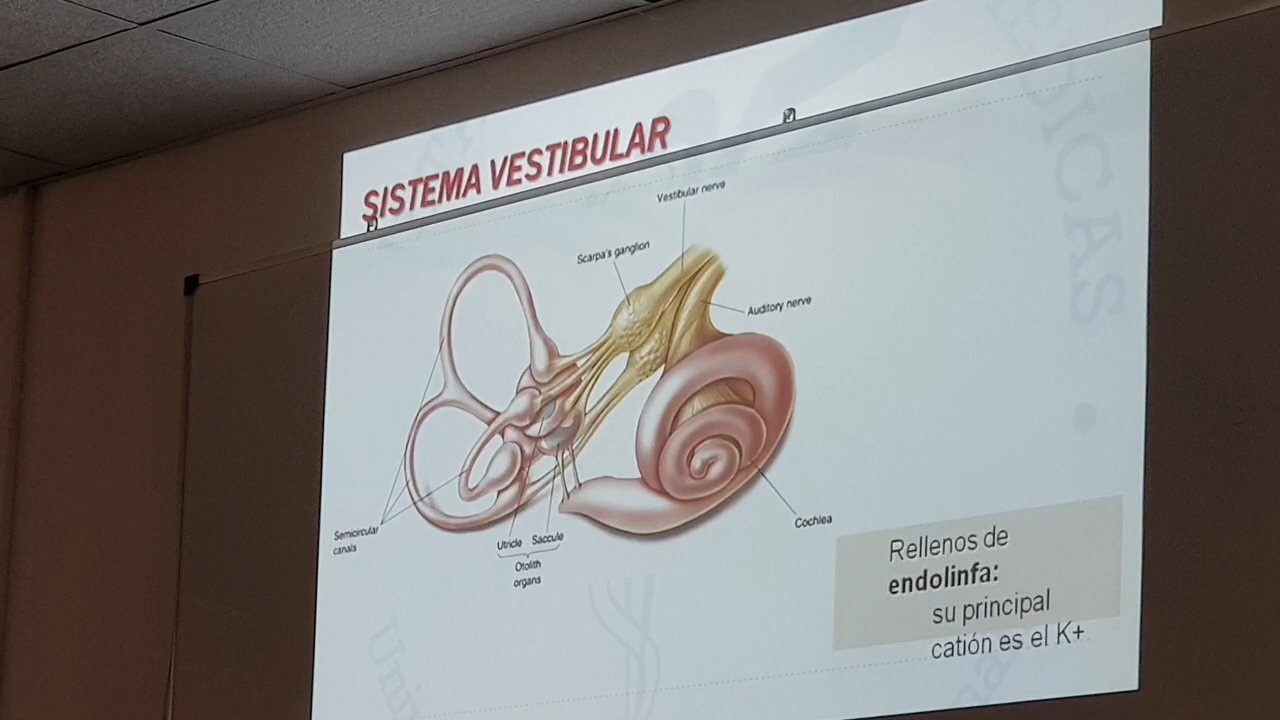 SISTEMA VESTIBULAR
Vestibular nerve
Scarpa's ganglion
Auditory nerve
Semicircular
canals
Utricle Saccule
Otolith
organs
Cochlea
Rellenos de
endolinfa:
su principal
catión es el K+